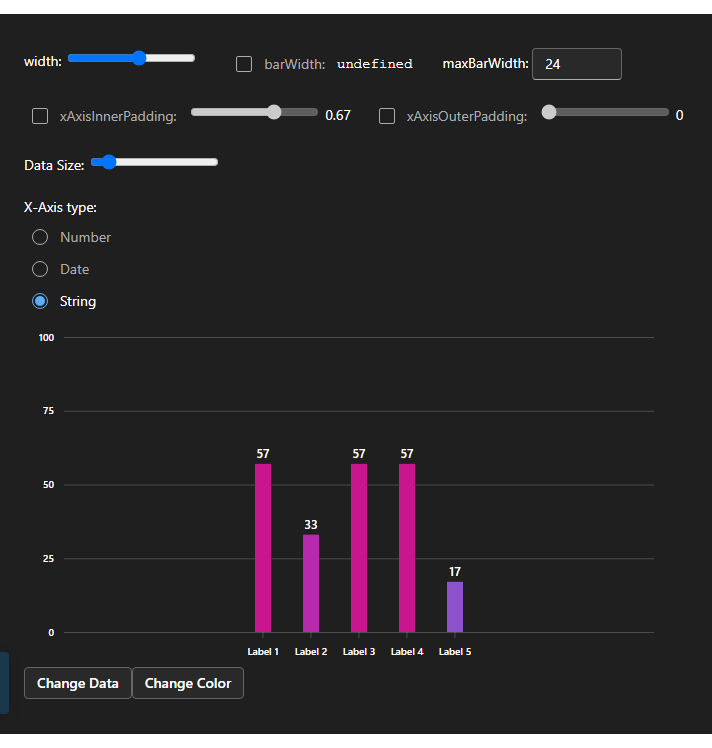 width: barWidth: undefined maxBarWidth: 24
xAxisInnerPadding: 0.67 xAxisOuterPadding: 0
Data Size:
X-Axis type:
Number
Date
String
100
75
57 57 57
50
33
25
17
0
Label 1 Label 2 Label 3 Label 4 Label 5
Change Data Change Color